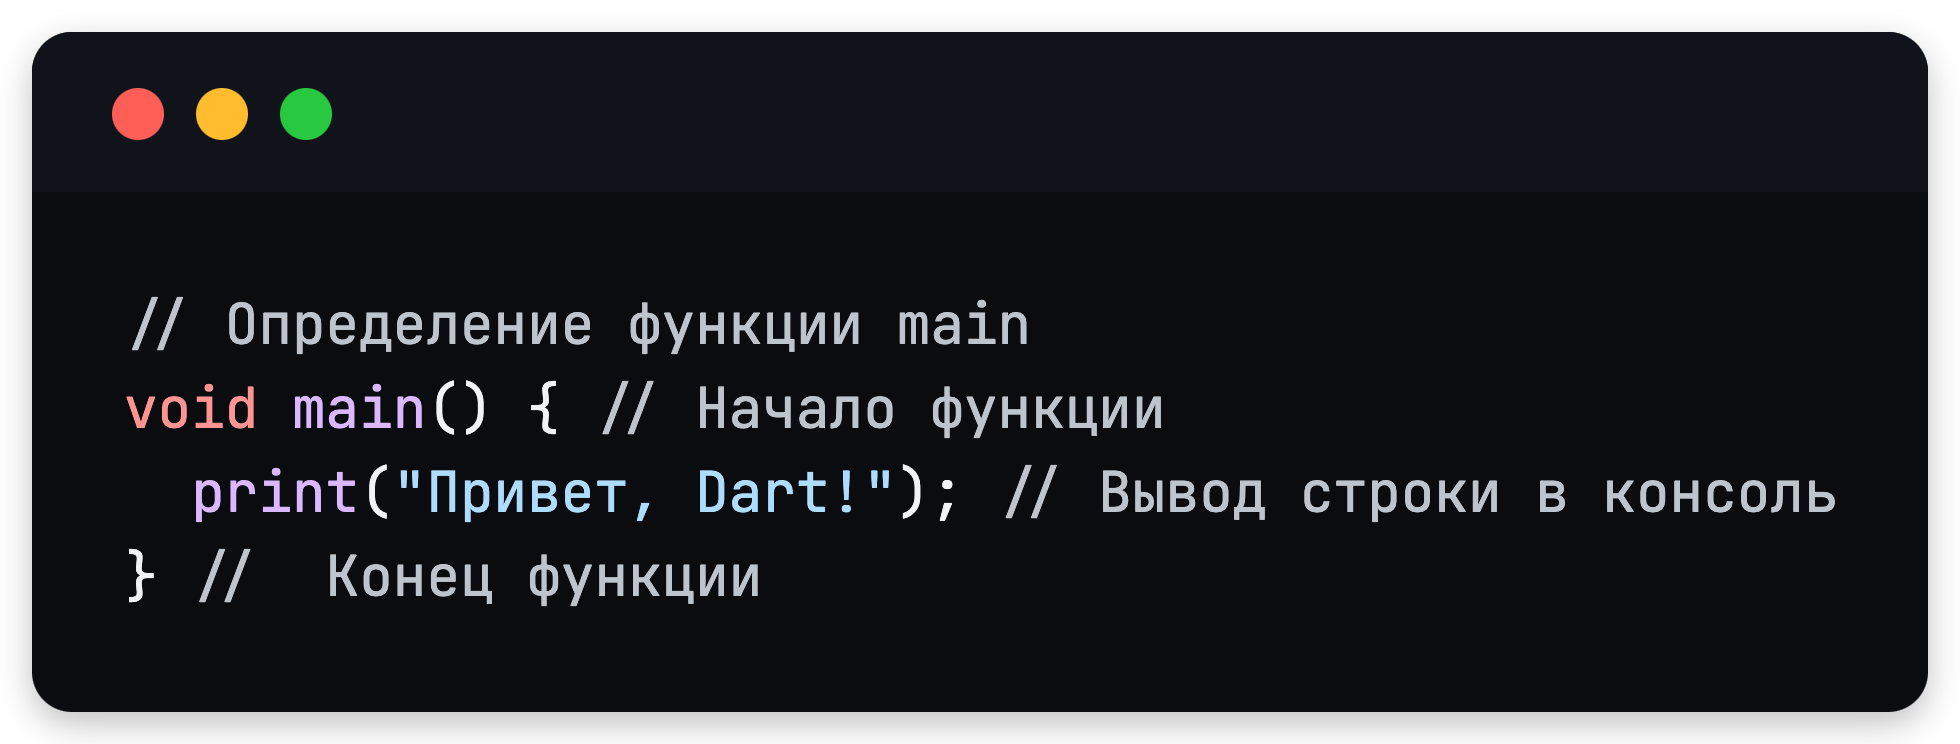 // Определение функции main
void main() { // Начало функции
  print("Привет, Dart!"); // Вывод строки в консоль
} //  Конец функции